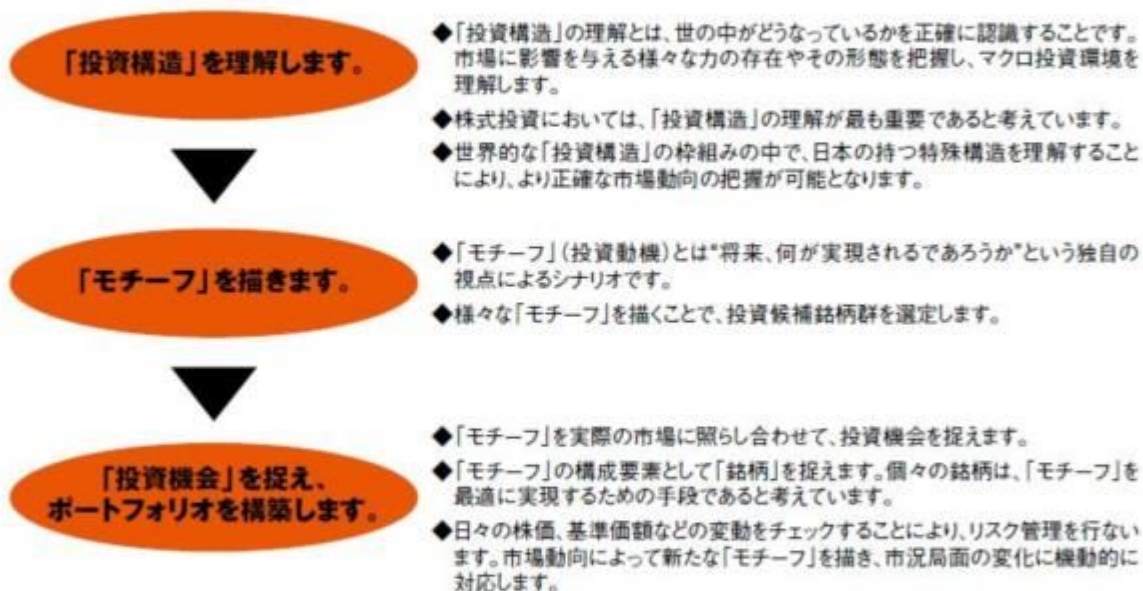 「投資構造」を理解します。
◆「投資構造」の理解とは、世の中がどうなっているかを正確に認識することです。
市場に影響を与える様々な力の存在やその形態を把握し、マクロ投資環境を
理解します。
◆株式投資においては、「投資構造」の理解が最も重要であると考えています。
◆世界的な「投資構造」の枠組みの中で、日本の持つ特殊構造を理解すること
により、より正確な市場動向の把握が可能となります。
「モチーフ」を描きます。
◆「モチーフ」(投資動機)とは“将来、何が実現されるであろうか”という独自の
視点によるシナリオです。
◆様々な「モチーフ」を描くことで、投資候補銘柄群を選定します。
「投資機会」を捉え、
ポートフォリオを構築します。
◆「モチーフ」を実際の市場に照らし合わせて、投資機会を捉えます。
◆「モチーフ」の構成要素として「銘柄」を捉えます。個々の銘柄は、「モチーフ」を
最適に実現するための手段であると考えています。
◆日々の株価、基準価額などの変動をチェックすることにより、リスク管理を行ない
ます。市場動向によって新たな「モチーフ」を描き、市況局面の変化に機動的に
対応します。